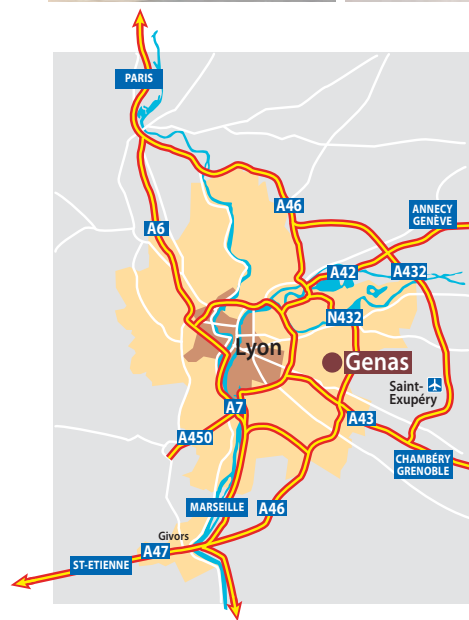 PARIS
A46
ANNECY
GENÈVE
A6
A42
A432
N432
Lyon
Genas
Saint-
Exupéry
A7
A43
A450
CHAMBÉRY
GRENOBLE
MARSEILLE
A46
Givors
A47
ST-ETIENNE